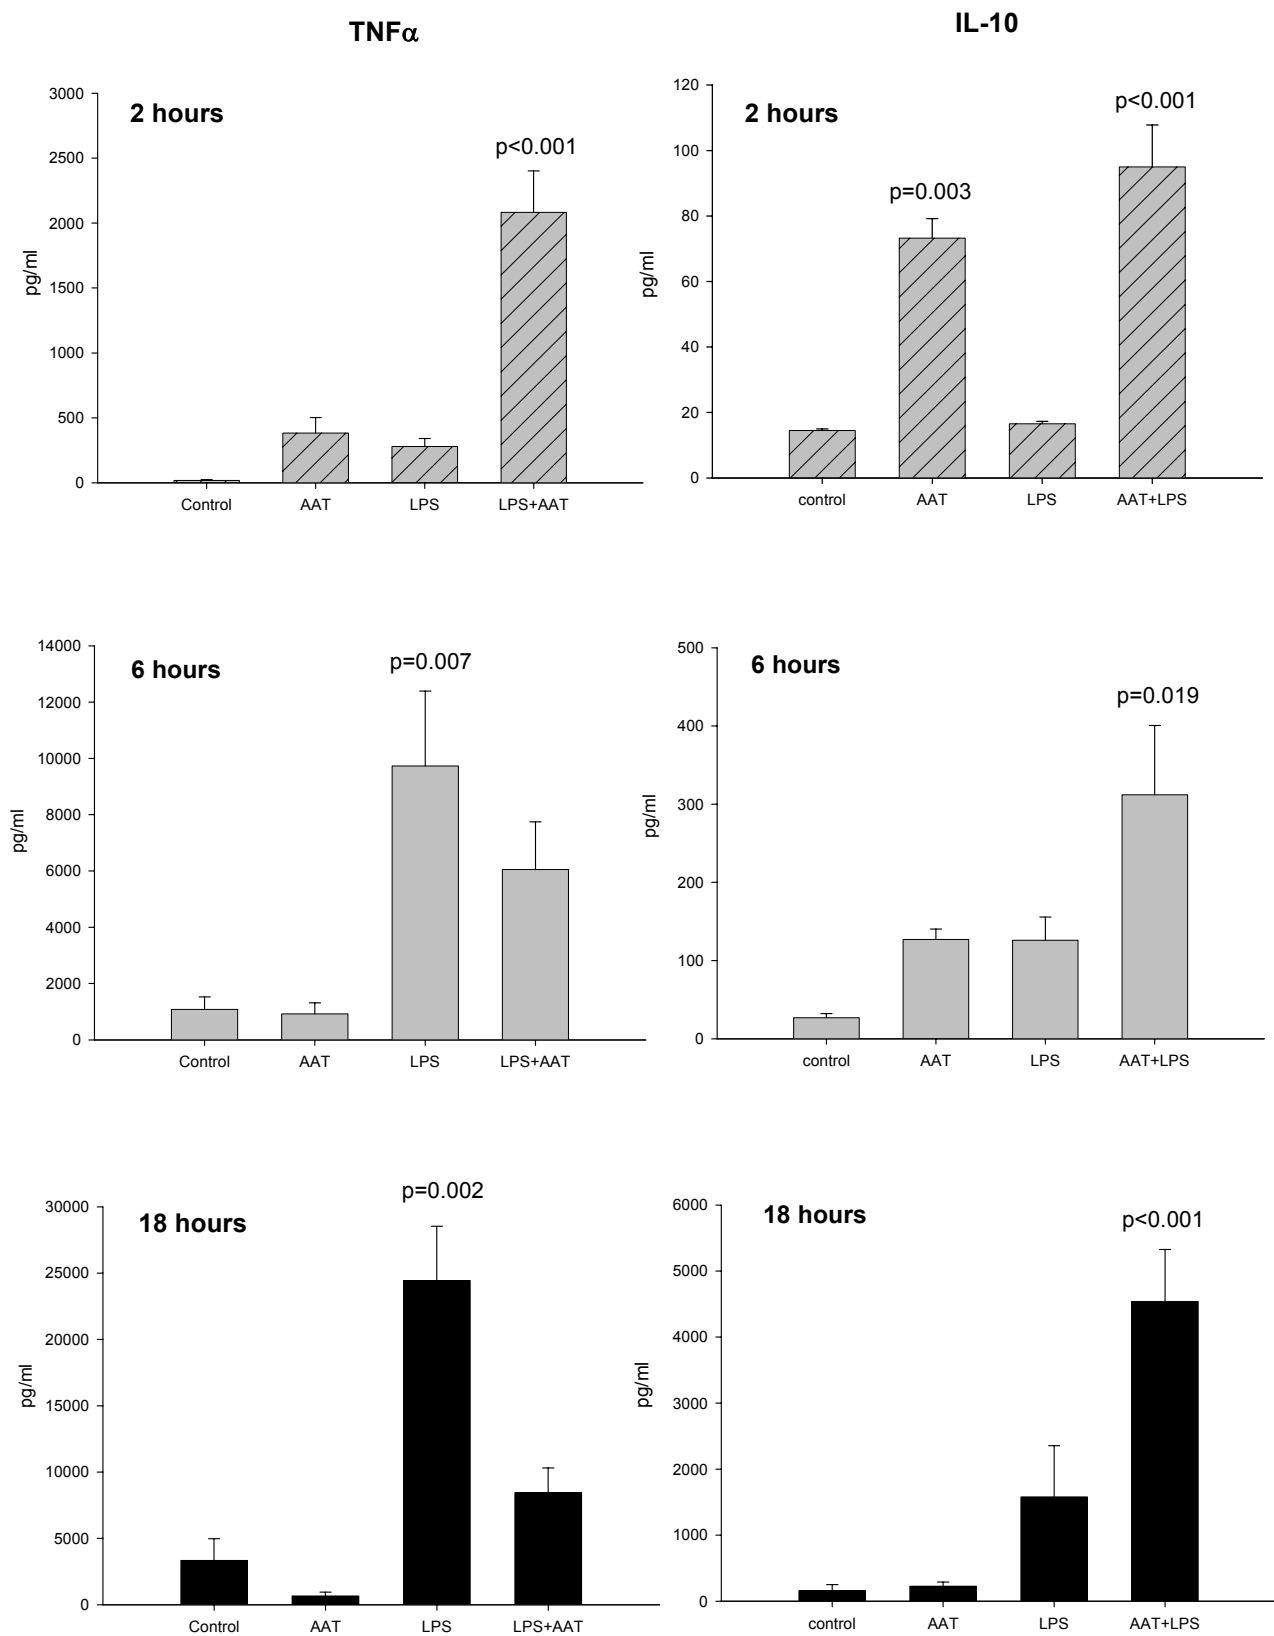 TNFα
IL-10
2 hours
p<0.001
3000
2500
2000
1500
1000
500
0
pg/ml
Control AAT LPS LPS+AAT
2 hours
p=0.003
p<0.001
120
100
80
60
40
20
0
pg/ml
control AAT LPS AAT+LPS
6 hours
p=0.007
14000
12000
10000
8000
6000
4000
2000
0
pg/ml
Control AAT LPS LPS+AAT
6 hours
p=0.019
500
400
300
200
100
0
pg/ml
control AAT LPS AAT+LPS
18 hours
p=0.002
30000
25000
20000
15000
10000
5000
0
pg/ml
Control AAT LPS LPS+AAT
18 hours
p<0.001
6000
5000
4000
3000
2000
1000
0
pg/ml
control AAT LPS AAT+LPS